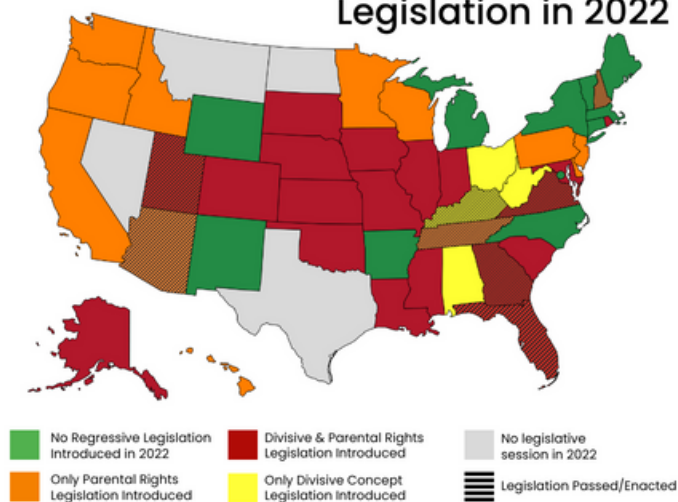 Legislation in 2022
No Regressive Legislation
Introduced in 2022
Divisive & Parental Rights
Legislation Introduced
No legislative
session in 2022
Only Parental Rights
Legislation Introduced
Only Divisive Concept
Legislation Introduced
Legislation Passed/Enacted